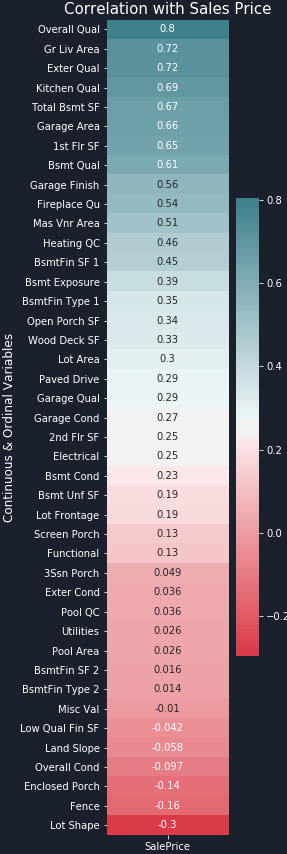 Correlation with Sales Price
Continuous & Ordinal Variables
Overall Qual 0.8
Gr Liv Area 0.72
Exter Qual 0.72
Kitchen Qual 0.69
Total Bsmt SF 0.67
Garage Area 0.66
1st Flr SF 0.65
Bsmt Qual 0.61
Garage Finish 0.56
Fireplace Qu 0.54
Mas Vnr Area 0.51
Heating QC 0.46
BsmtFin SF 1 0.45
Bsmt Exposure 0.39
BsmtFin Type 1 0.35
Open Porch SF 0.34
Wood Deck SF 0.33
Lot Area 0.3
Paved Drive 0.29
Garage Qual 0.29
Garage Cond 0.27
2nd Flr SF 0.25
Electrical 0.25
Bsmt Cond 0.23
Bsmt Unf SF 0.19
Lot Frontage 0.19
Screen Porch 0.13
Functional 0.13
3Ssn Porch 0.049
Exter Cond 0.036
Pool QC 0.036
Utilities 0.026
Pool Area 0.026
BsmtFin SF 2 0.016
BsmtFin Type 2 0.014
Misc Val -0.01
Low Qual Fin SF -0.042
Land Slope -0.058
Overall Cond -0.097
Enclosed Porch -0.14
Fence -0.16
Lot Shape -0.3
SalePrice
0.8
0.6
0.4
0.2
0.0
−0.2